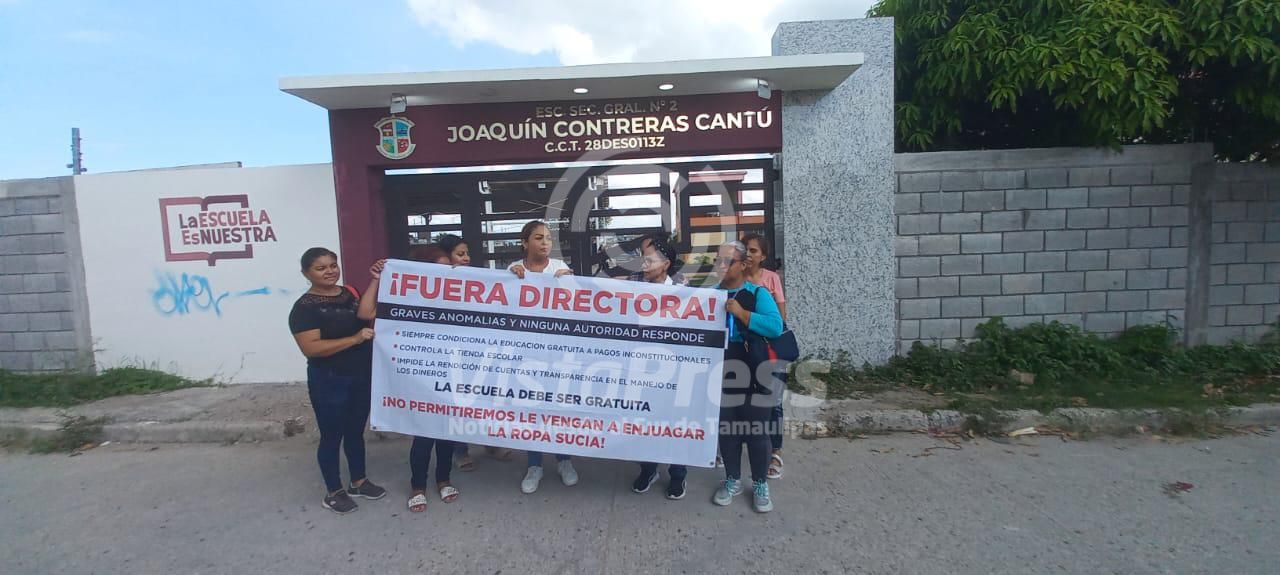 ESC. SEC. GRAL. N° 2
JOAQUÍN CONTRERAS CANTÚ
C.C.T. 28DES0113Z
LA ESCUELA
ES NUESTRA
¡FUERA DIRECTORA!
GRAVES ANOMALIAS Y NINGUNA AUTORIDAD RESPONDE
• SIEMPRE CONDICIONA LA EDUCACION GRATUITA A PAGOS INCONSTITUCIONALES
• CONTROLA LA TIENDA ESCOLAR
• IMPIDE LA RENDICIÓN DE CUENTAS Y TRANSPARENCIA EN EL MANEJO DE
LOS DINEROS
LA ESCUELA DEBE SER GRATUITA
¡NO PERMITIREMOS LE VENGAN A ENJUAGAR
LA ROPA SUCIA!
VistaPress
Tamaulipas